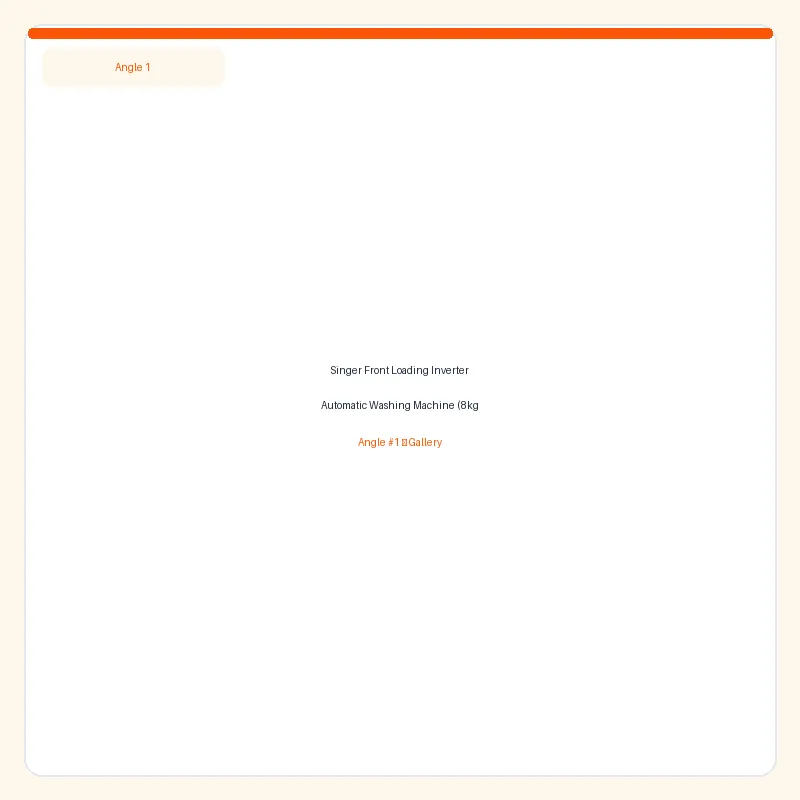 Angle 1
Singer Front Loading Inverter
Automatic Washing Machine (8kg
Angle #1 Gallery